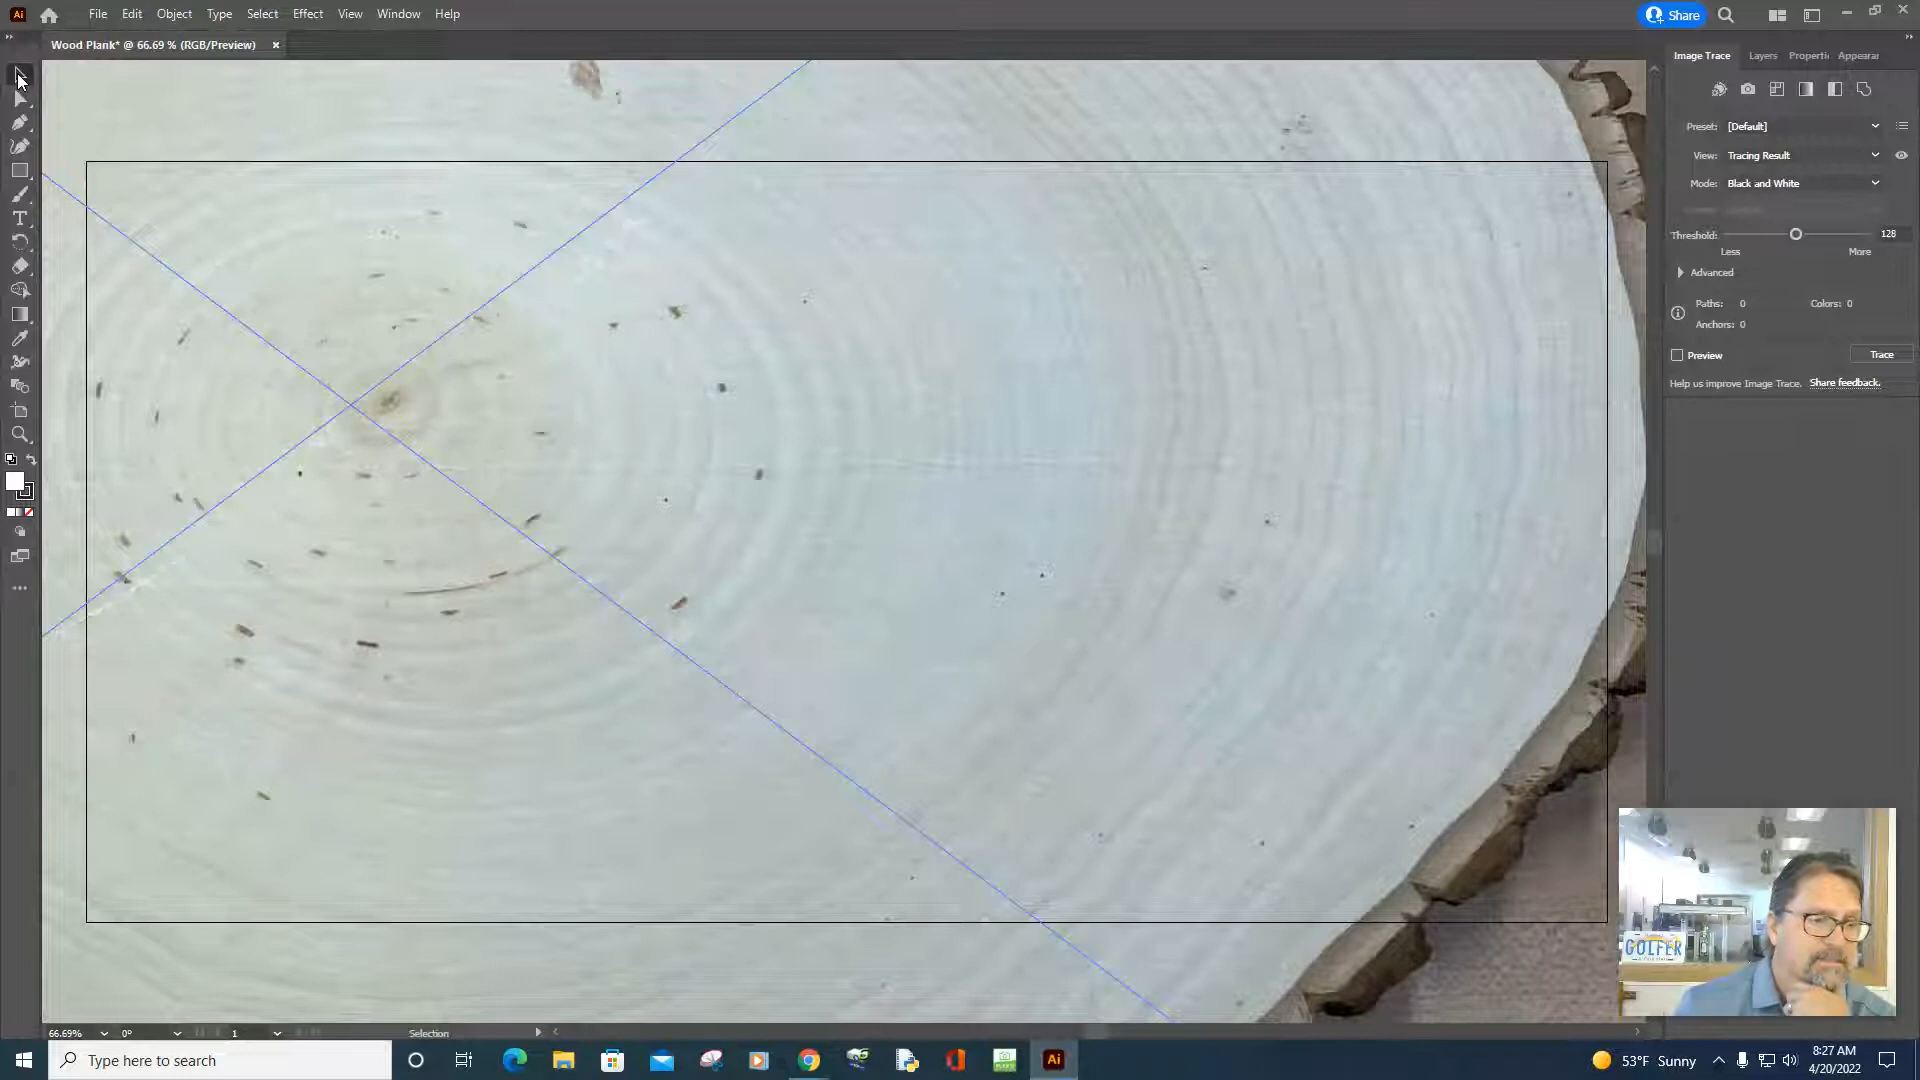 Ai File Edit Object Type Select Effect View Window Help Share
Wood Plank* @ 66.69 % (RGB/Preview) ×
Image Trace Layers Properti Appearar
Preset: [Default]
View: Tracing Result
Mode: Black and White
Threshold: 128
Less More
Advanced
Paths: 0 Colors: 0
Anchors: 0
Preview Trace
Help us improve Image Trace. Share feedback.
GOLFER
66.69% 0° 1 Selection
Type here to search Ai 53°F Sunny 8:27 AM
4/20/2022